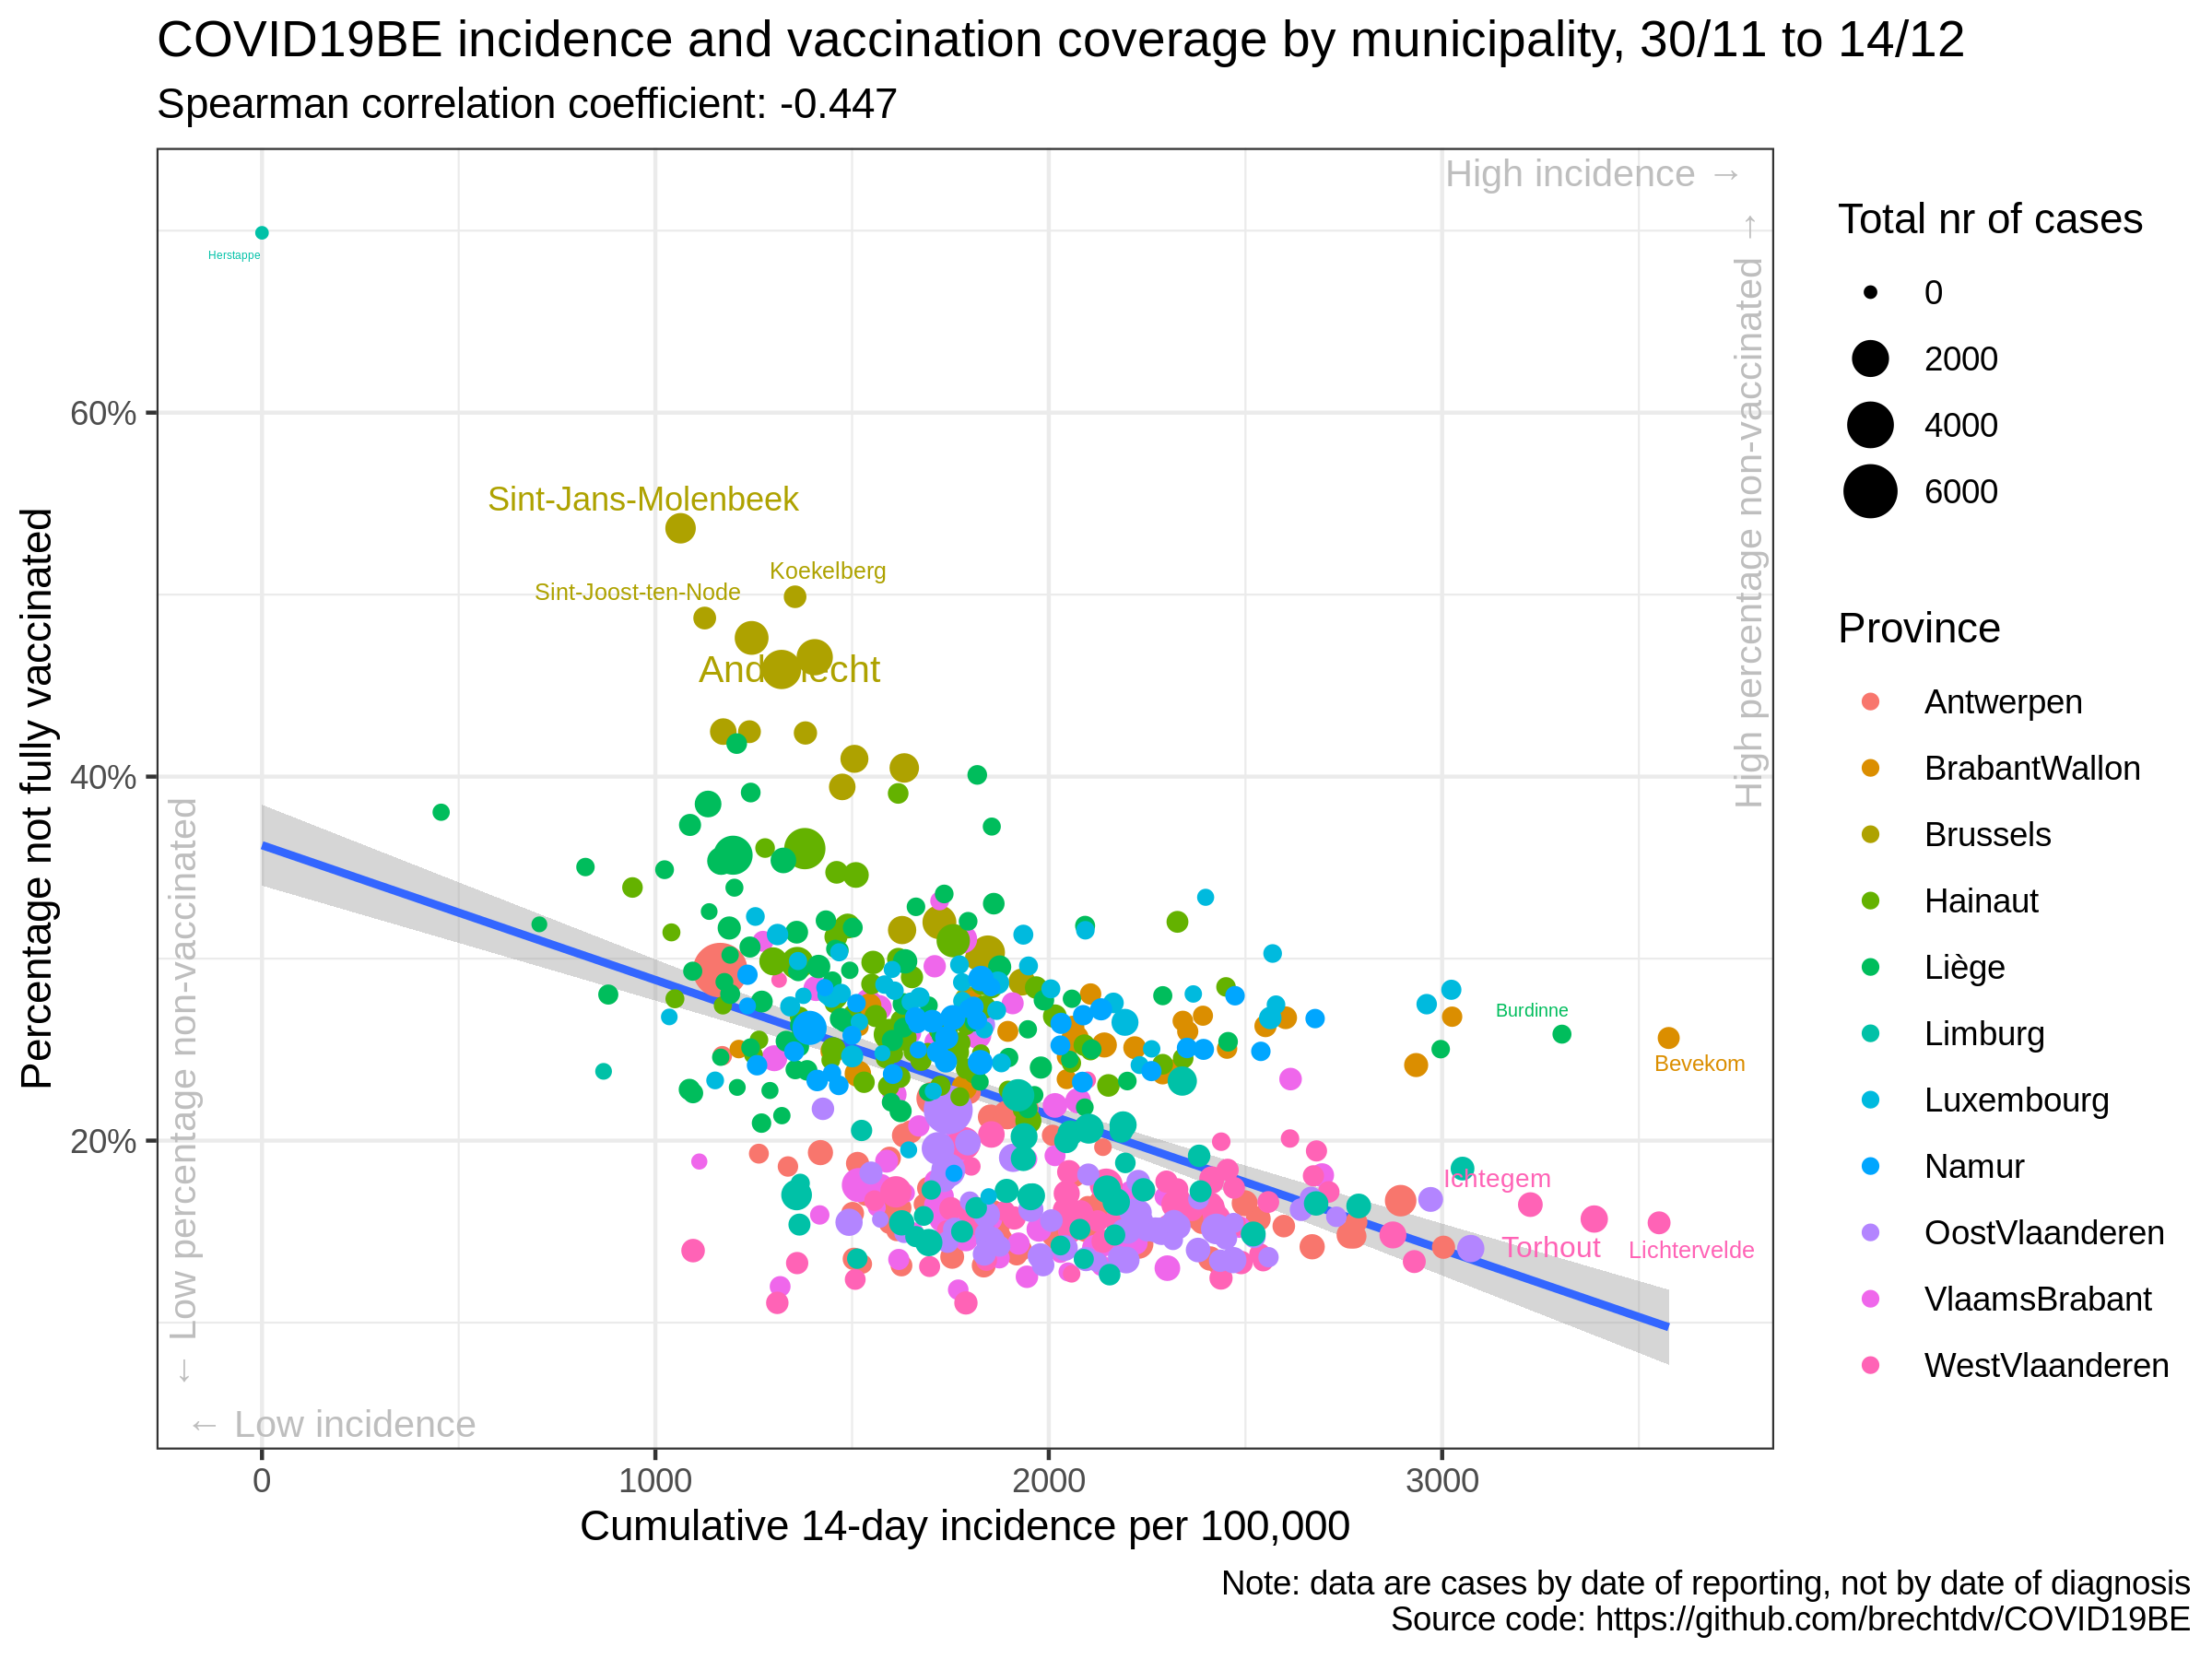 COVID19BE incidence and vaccination coverage by municipality, 30/11 to 14/12
Spearman correlation coefficient: -0.447
High incidence →
High percentage non-vaccinated →
← Low percentage non-vaccinated
← Low incidence
Percentage not fully vaccinated
60%
40%
20%
0
1000
2000
3000
Cumulative 14-day incidence per 100,000
Herstappe
Sint-Jans-Molenbeek
Koekelberg
Sint-Joost-ten-Node
Burdinne
Bevekom
Ichtegem
Torhout
Lichtervelde
Total nr of cases
0
2000
4000
6000
Province
Antwerpen
BrabantWallon
Brussels
Hainaut
Liège
Limburg
Luxembourg
Namur
OostVlaanderen
VlaamsBrabant
WestVlaanderen
Note: data are cases by date of reporting, not by date of diagnosis
Source code: https://github.com/brechtdv/COVID19BE